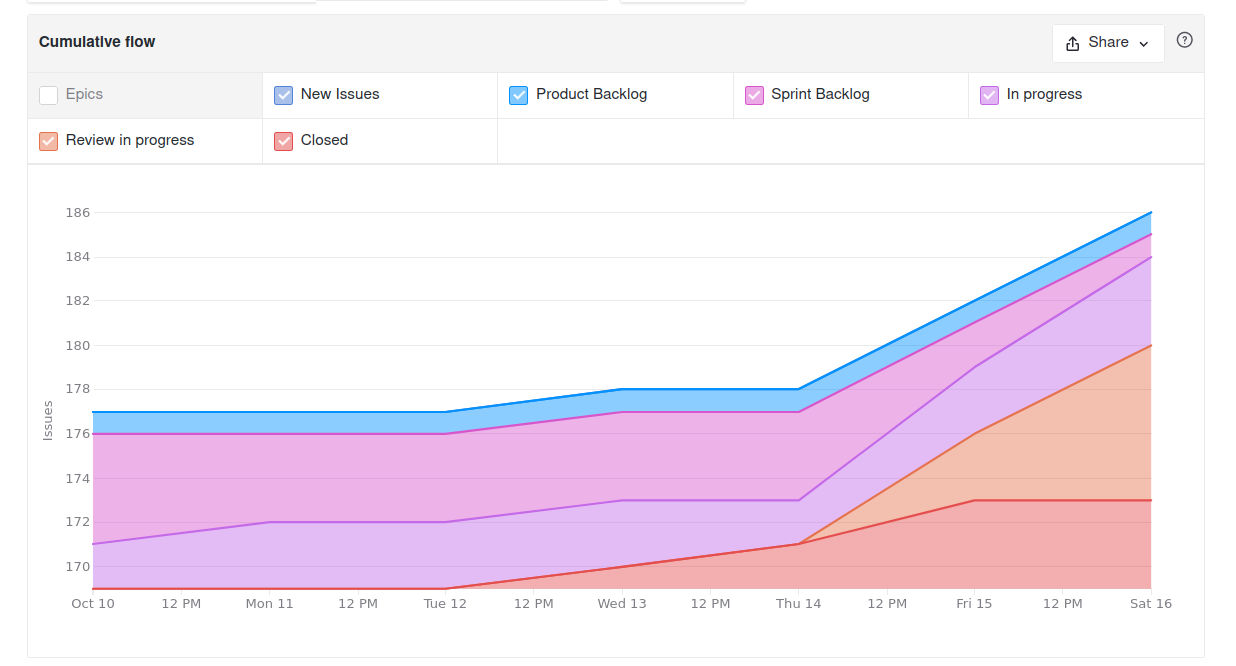 Cumulative flow
Share
Epics
New Issues
Product Backlog
Sprint Backlog
In progress
Review in progress
Closed
186
184
182
180
178
176
174
172
170
Issues
Oct 10 12 PM Mon 11 12 PM Tue 12 12 PM Wed 13 12 PM Thu 14 12 PM Fri 15 12 PM Sat 16